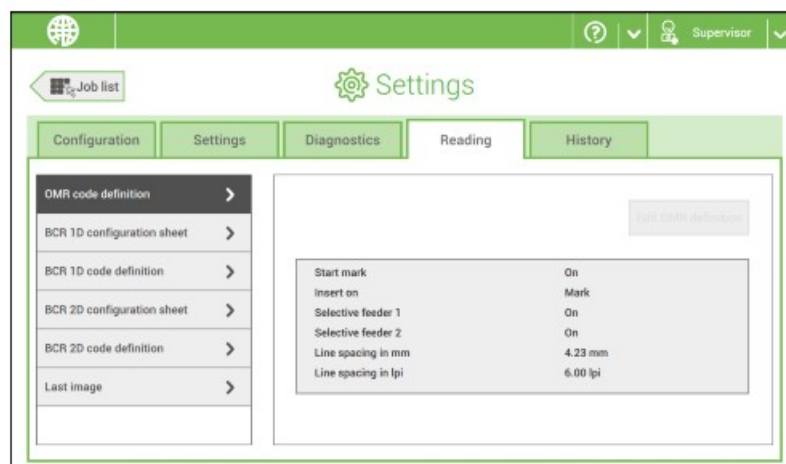 Supervisor
Job list
Settings
Configuration
Settings
Diagnostics
Reading
History
OMR code definition
BCR 1D configuration sheet
BCR 1D code definition
BCR 2D configuration sheet
BCR 2D code definition
Last image
Edit OMR definition
Start mark On
Insert on Mark
Selective feeder 1 On
Selective feeder 2 On
Line spacing in mm 4.23 mm
Line spacing in lpi 6.00 lpi